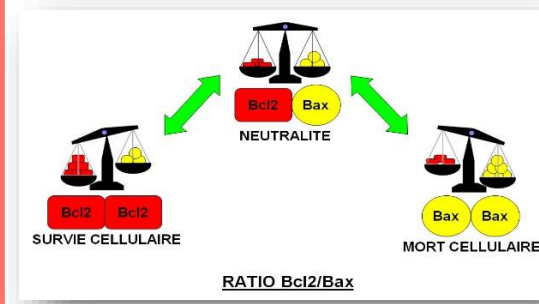 Bcl2 Bax
NEUTRALITE
Bcl2 Bcl2
SURVIE CELLULAIRE
Bax Bax
MORT CELLULAIRE
RATIO Bcl2/Bax